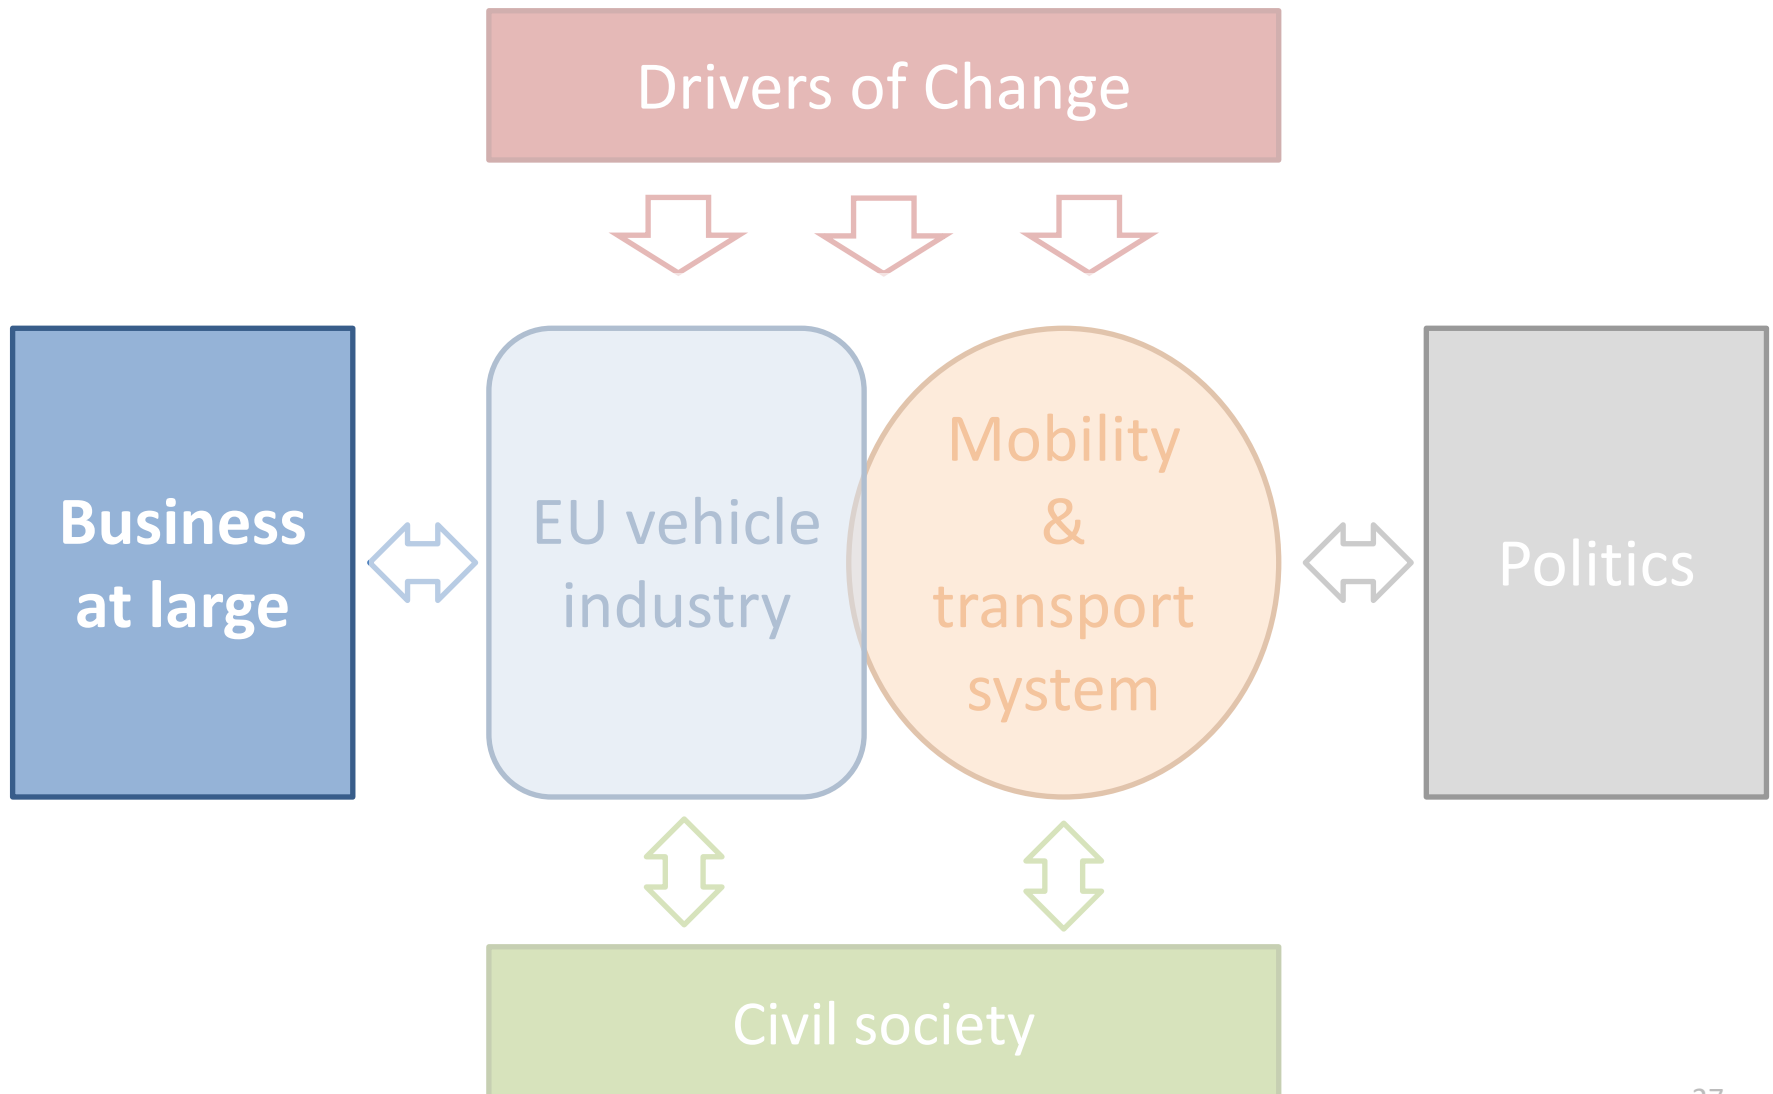 Drivers of Change
Business
at large
EU vehicle
industry
Mobility
&
transport
system
Politics
Civil society